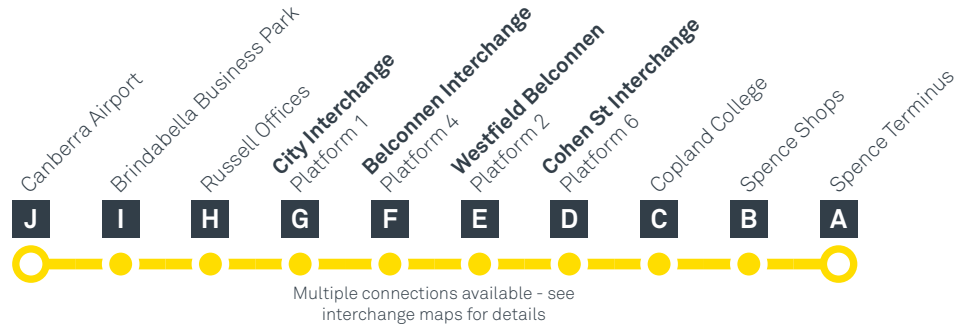 Canberra Airport
Brindabella Business Park
Russell Offices
City Interchange
Platform 1
Belconnen Interchange
Platform 4
Westfield Belconnen
Platform 2
Cohen St Interchange
Platform 6
Copland College
Spence Shops
Spence Terminus
J I H G F E D C B A
Multiple connections available - see
interchange maps for details